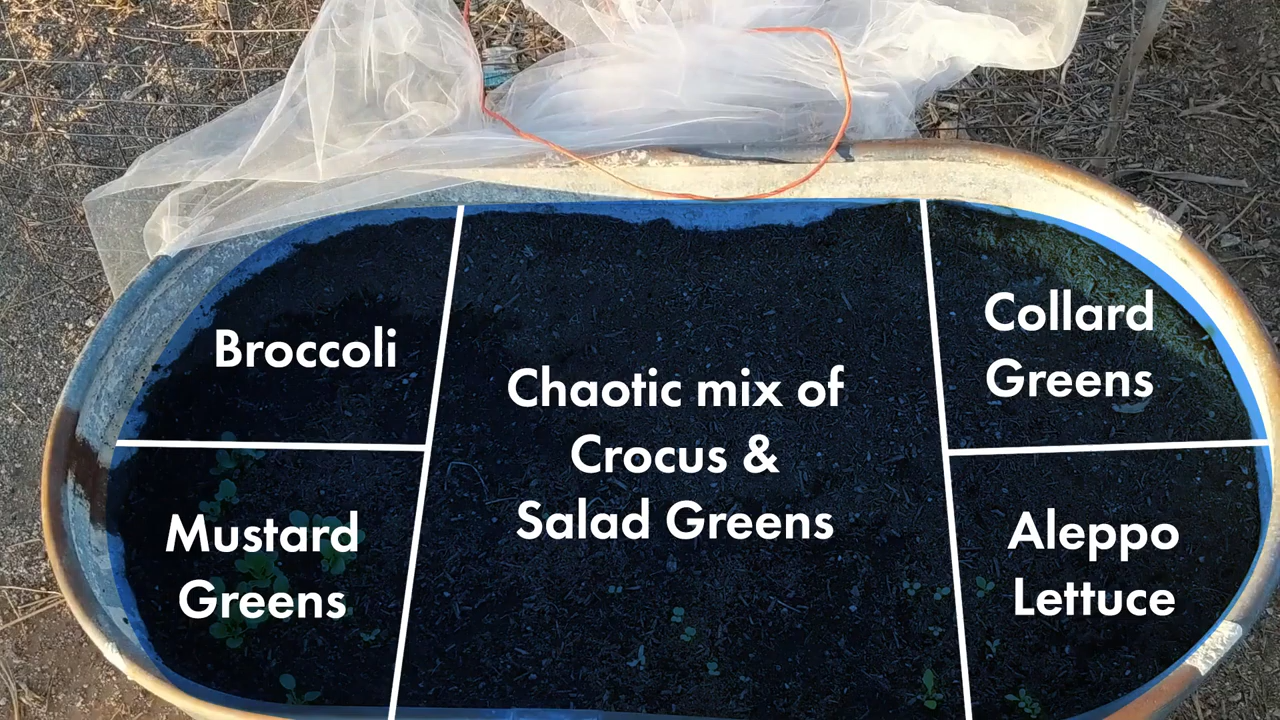 Broccoli
Mustard
Greens
Chaotic mix of
Crocus &
Salad Greens
Collard
Greens
Aleppo
Lettuce